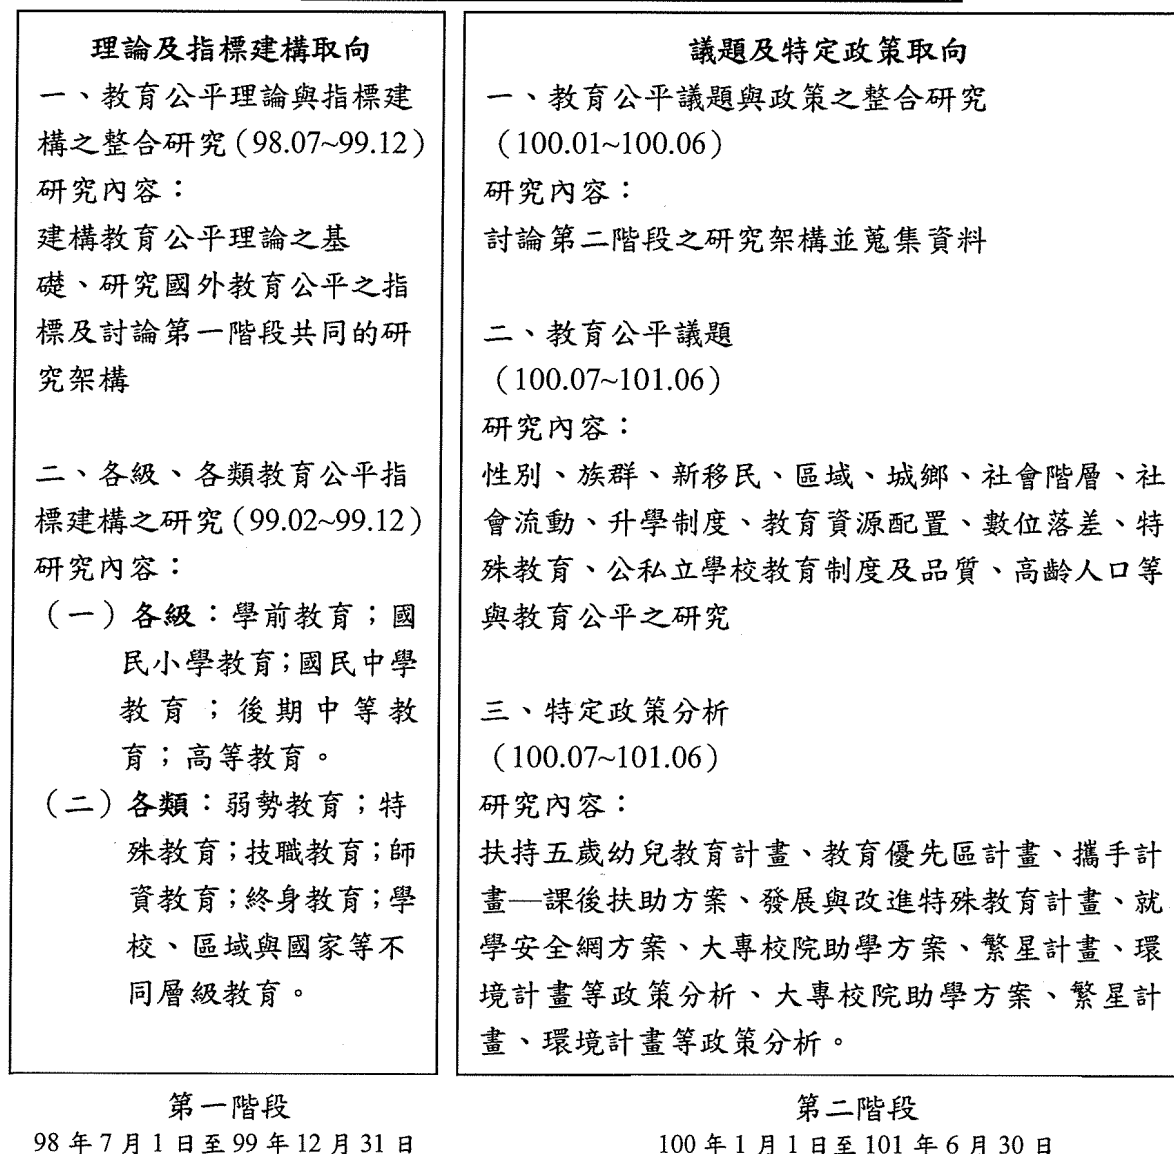 理論及指標建構取向
一、教育公平理論與指標建
構之整合研究（98.07~99.12）
研究內容：
建構教育公平理論之基
礎、研究國外教育公平之指
標及討論第一階段共同的研
究架構
二、各級、各類教育公平指
標建構之研究（99.02~99.12）
研究內容：
（一）各級：學前教育；國
民小學教育；國民中學
教育；後期中等教
育；高等教育。
（二）各類：弱勢教育；特
殊教育；技職教育；師
資教育；終身教育；學
校、區域與國家等不
同層級教育。
第一階段
98 年 7 月 1 日至 99 年 12 月 31 日
議題及特定政策取向
一、教育公平議題與政策之整合研究
（100.01~100.06）
研究內容：
討論第二階段之研究架構並蒐集資料
二、教育公平議題
（100.07~101.06）
研究內容：
性別、族群、新移民、區域、城鄉、社會階層、社
會流動、升學制度、教育資源配置、數位落差、特
殊教育、公私立學校教育制度及品質、高齡人口等
與教育公平之研究
三、特定政策分析
（100.07~101.06）
研究內容：
扶持五歲幼兒教育計畫、教育優先區計畫、攜手計
畫—課後扶助方案、發展與改進特殊教育計畫、就
學安全網方案、大專校院助學方案、繁星計畫、環
境計畫等政策分析、大專校院助學方案、繁星計
畫、環境計畫等政策分析。
第二階段
100 年 1 月 1 日至 101 年 6 月 30 日